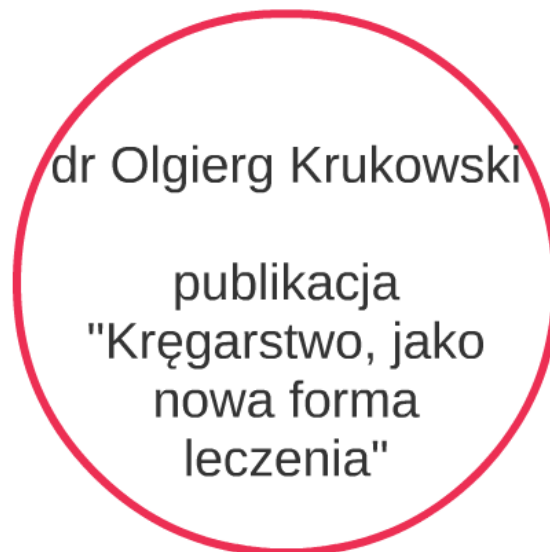 dr Olgierg Krukowski
publikacja
"Kręgarstwo, jako
nowa forma
leczenia"